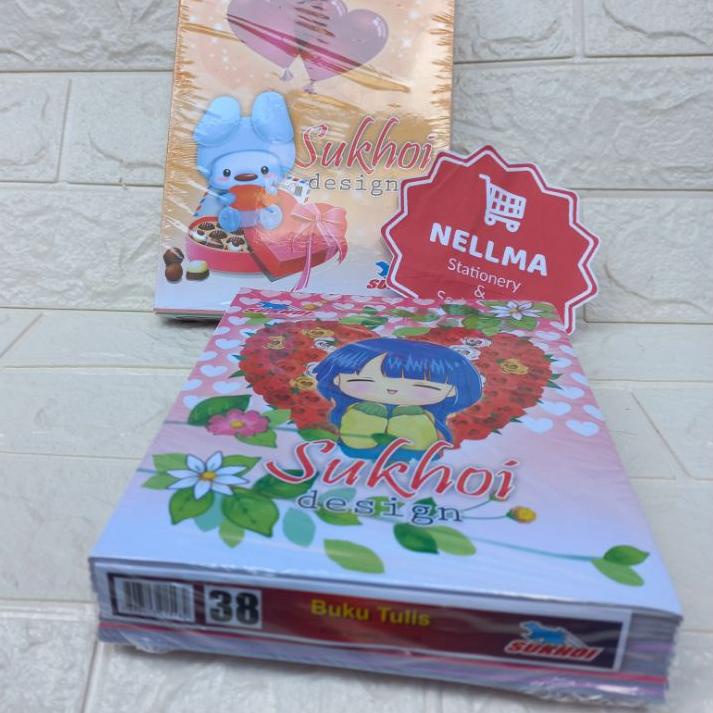 Sukhoi
design
NELLMA
Stationery
&
Sukhoi
design
38
Buku Tulis
SUKHOI